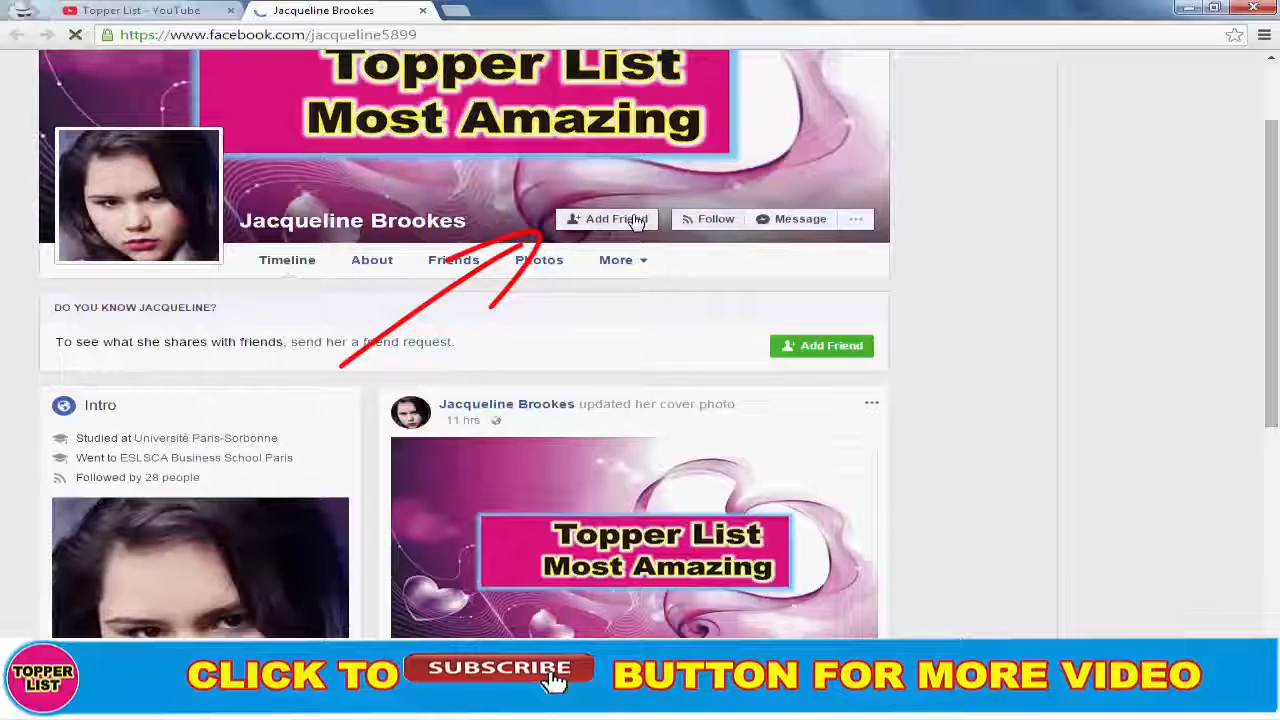 Topper List - YouTube
Jacqueline Brookes
https://www.facebook.com/jacqueline5899
Topper List
Most Amazing
Jacqueline Brookes
Add Friend
Follow
Message
Timeline
About
Friends
Photos
More
DO YOU KNOW JACQUELINE?
To see what she shares with friends, send her a friend request.
Add Friend
Intro
Studied at Université Paris-Sorbonne
Went to ESLSCA Business School Paris
Followed by 28 people
Jacqueline Brookes updated her cover photo
11 hrs
Topper List
Most Amazing
TOPPER
LIST
CLICK TO SUBSCRIBE BUTTON FOR MORE VIDEO